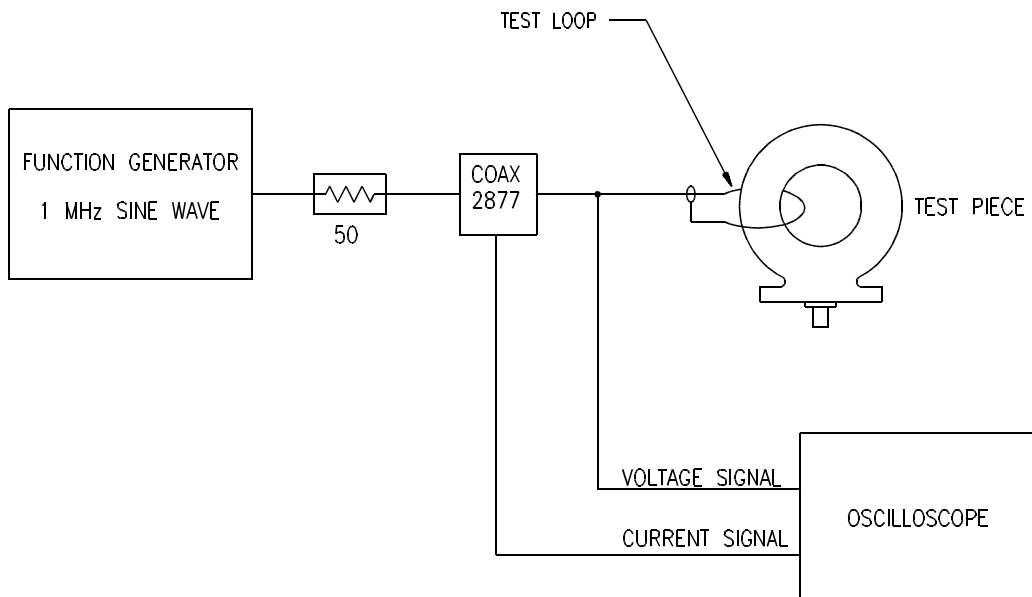 TEST LOOP
FUNCTION GENERATOR
1 MHz SINE WAVE
50
COAX
2877
TEST PIECE
VOLTAGE SIGNAL
CURRENT SIGNAL
OSCILLOSCOPE